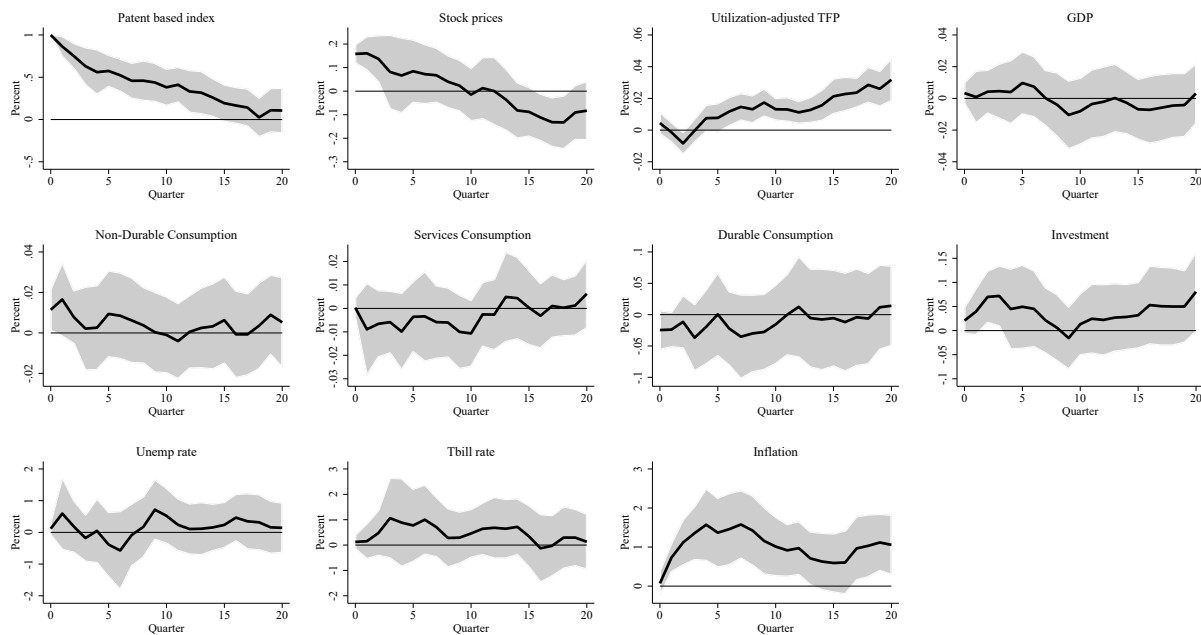 Patent based index
Percent
1
.5
0
-.5
0 5 10 15 20
Quarter
Stock prices
Percent
.2
.1
0
-.1
-.2
-.3
0 5 10 15 20
Quarter
Utilization-adjusted TFP
Percent
.06
.04
.02
0
-.02
0 5 10 15 20
Quarter
GDP
Percent
.04
.02
0
-.02
-.04
0 5 10 15 20
Quarter
Non-Durable Consumption
Percent
.04
.02
0
-.02
0 5 10 15 20
Quarter
Services Consumption
Percent
.02
.01
0
-.01
-.02
-.03
0 5 10 15 20
Quarter
Durable Consumption
Percent
.1
.05
0
-.05
-.1
0 5 10 15 20
Quarter
Investment
Percent
.15
.1
.05
0
-.05
-.1
0 5 10 15 20
Quarter
Unemp rate
Percent
2
1
0
-1
-2
0 5 10 15 20
Quarter
Tbill rate
Percent
3
2
1
0
-1
-2
0 5 10 15 20
Quarter
Inflation
Percent
3
2
1
0
0 5 10 15 20
Quarter